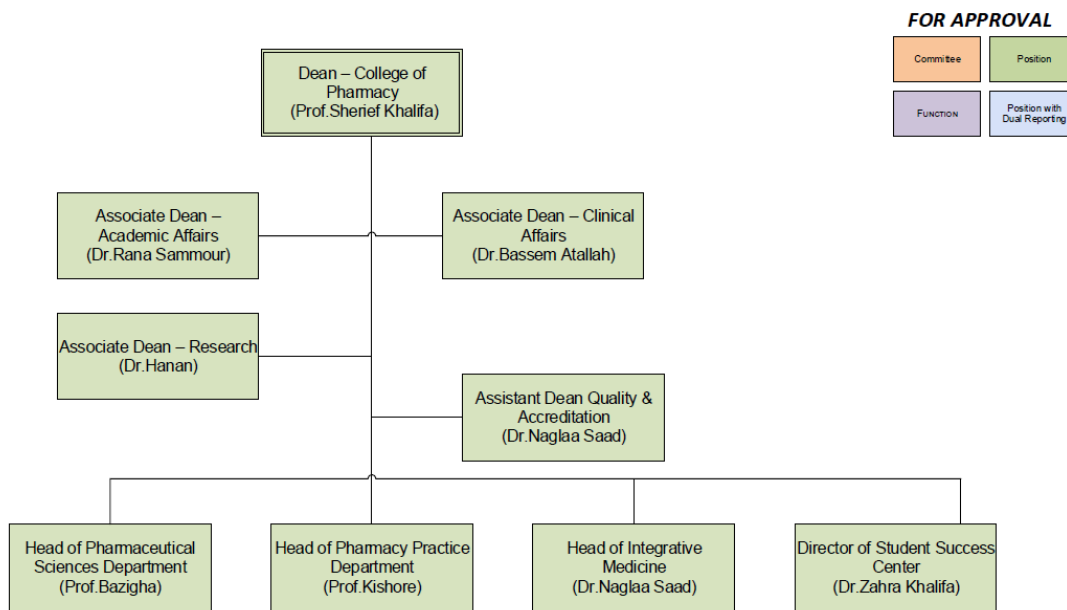 FOR APPROVAL
Committee
Position
FUNCTION
Position with
Dual Reporting
Dean – College of
Pharmacy
(Prof.Sherief Khalifa)
Associate Dean –
Academic Affairs
(Dr.Rana Sammour)
Associate Dean – Clinical
Affairs
(Dr.Bassem Atallah)
Associate Dean – Research
(Dr.Hanan)
Assistant Dean Quality &
Accreditation
(Dr.Naglaa Saad)
Head of Pharmaceutical
Sciences Department
(Prof.Bazigha)
Head of Pharmacy Practice
Department
(Prof.Kishore)
Head of Integrative
Medicine
(Dr.Naglaa Saad)
Director of Student Success
Center
(Dr.Zahra Khalifa)